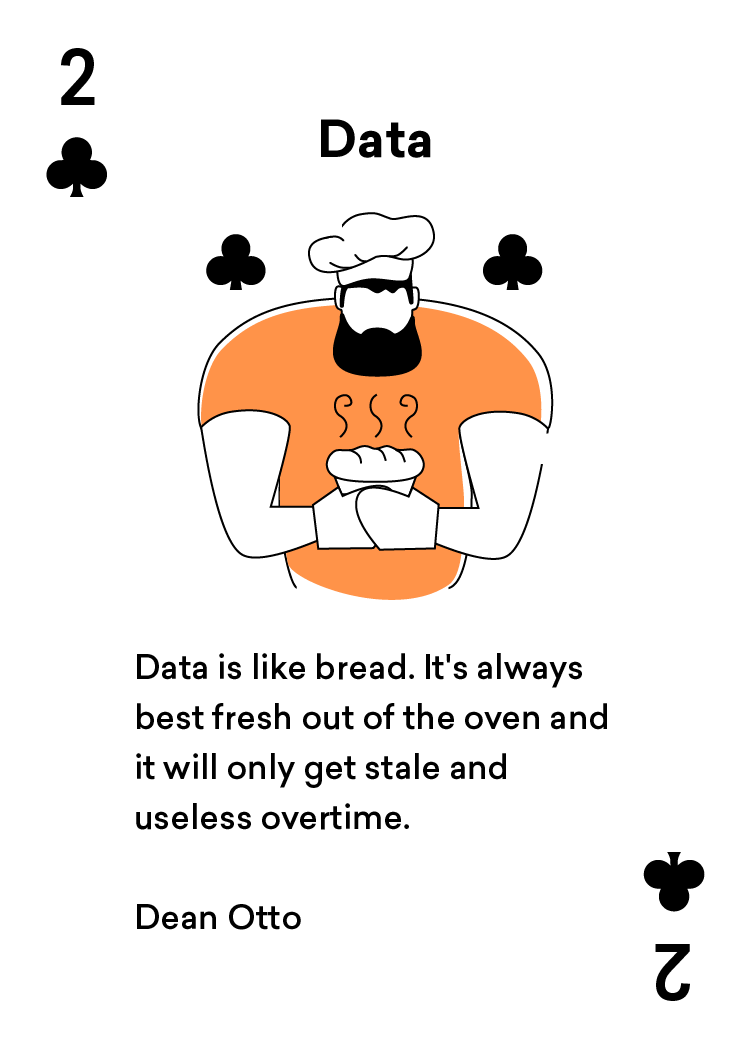 2
Data
Data is like bread. It's always
best fresh out of the oven and
it will only get stale and
useless overtime.
Dean Otto
2